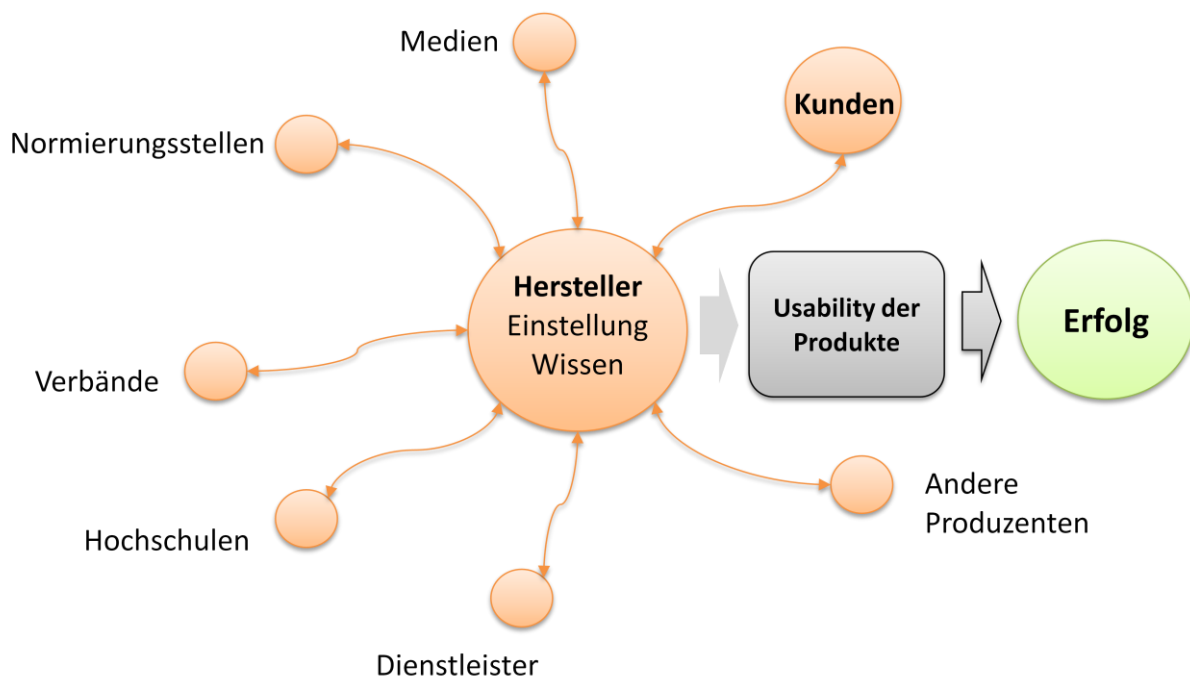 Medien
Kunden
Normierungsstellen
Hersteller
Einstellung
Wissen
Usability der
Produkte
Erfolg
Verbände
Andere
Produzenten
Hochschulen
Dienstleister